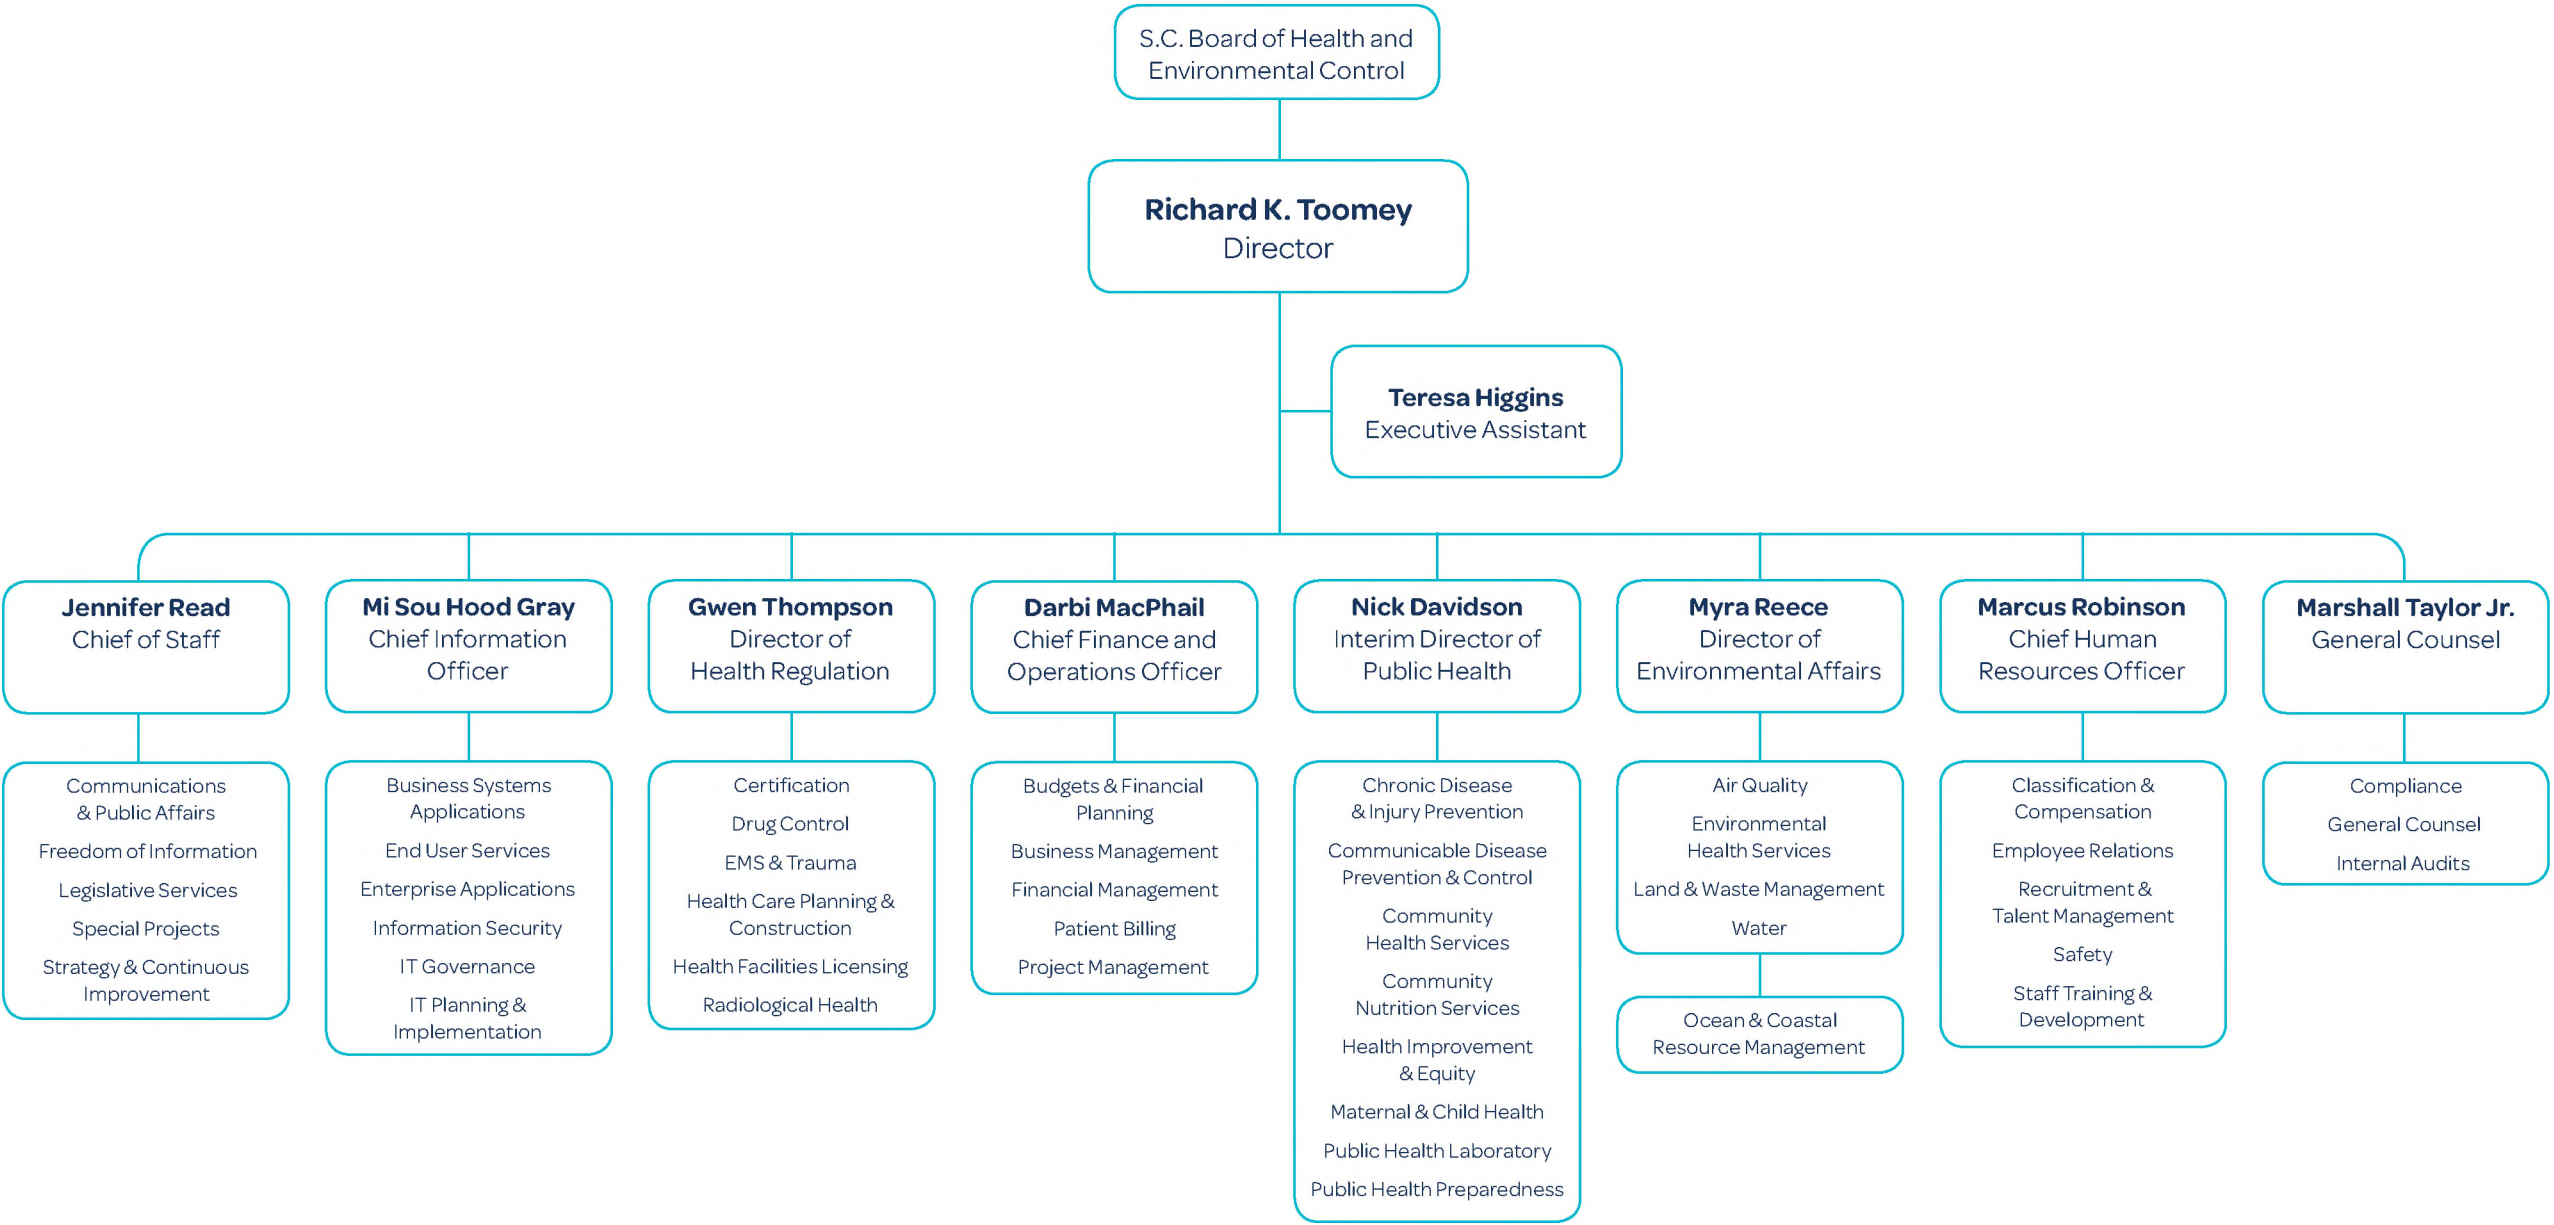 S.C. Board of Health and
Environmental Control
Richard K. Toomey
Director
Teresa Higgins
Executive Assistant
Jennifer Read
Chief of Staff
Communications
& Public Affairs
Freedom of Information
Legislative Services
Special Projects
Strategy & Continuous
Improvement
Mi Sou Hood Gray
Chief Information
Officer
Business Systems
Applications
End User Services
Enterprise Applications
Information Security
IT Governance
IT Planning &
Implementation
Gwen Thompson
Director of
Health Regulation
Certification
Drug Control
EMS & Trauma
Health Care Planning &
Construction
Health Facilities Licensing
Radiological Health
Darbi MacPhail
Chief Finance and
Operations Officer
Budgets & Financial
Planning
Business Management
Financial Management
Patient Billing
Project Management
Nick Davidson
Interim Director of
Public Health
Chronic Disease
& Injury Prevention
Communicable Disease
Prevention & Control
Community
Health Services
Community
Nutrition Services
Health Improvement
& Equity
Maternal & Child Health
Public Health Laboratory
Public Health Preparedness
Myra Reece
Director of
Environmental Affairs
Air Quality
Environmental
Health Services
Land & Waste Management
Water
Ocean & Coastal
Resource Management
Marcus Robinson
Chief Human
Resources Officer
Classification &
Compensation
Employee Relations
Recruitment &
Talent Management
Safety
Staff Training &
Development
Marshall Taylor Jr.
General Counsel
Compliance
General Counsel
Internal Audits